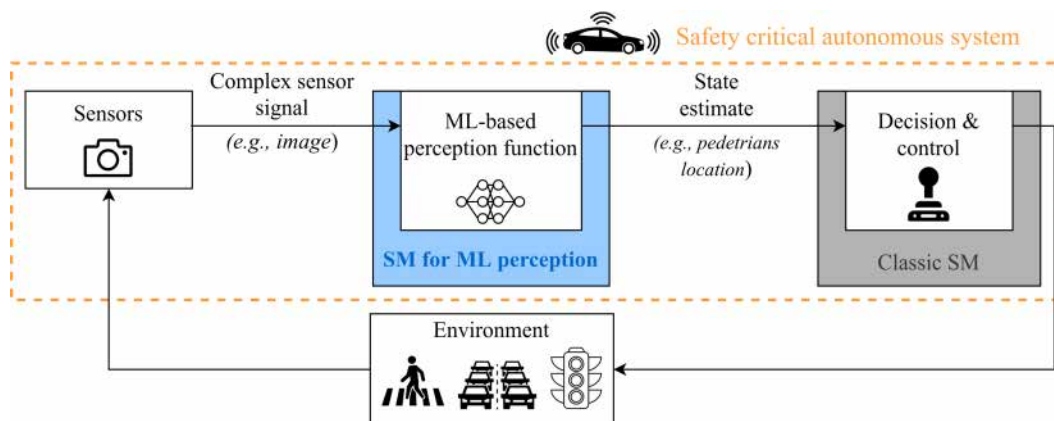 Safety critical autonomous system
Sensors
Complex sensor
signal
(e.g., image)
ML-based
perception function
SM for ML perception
State
estimate
(e.g., pedetrians
location)
Decision &
control
Classic SM
Environment